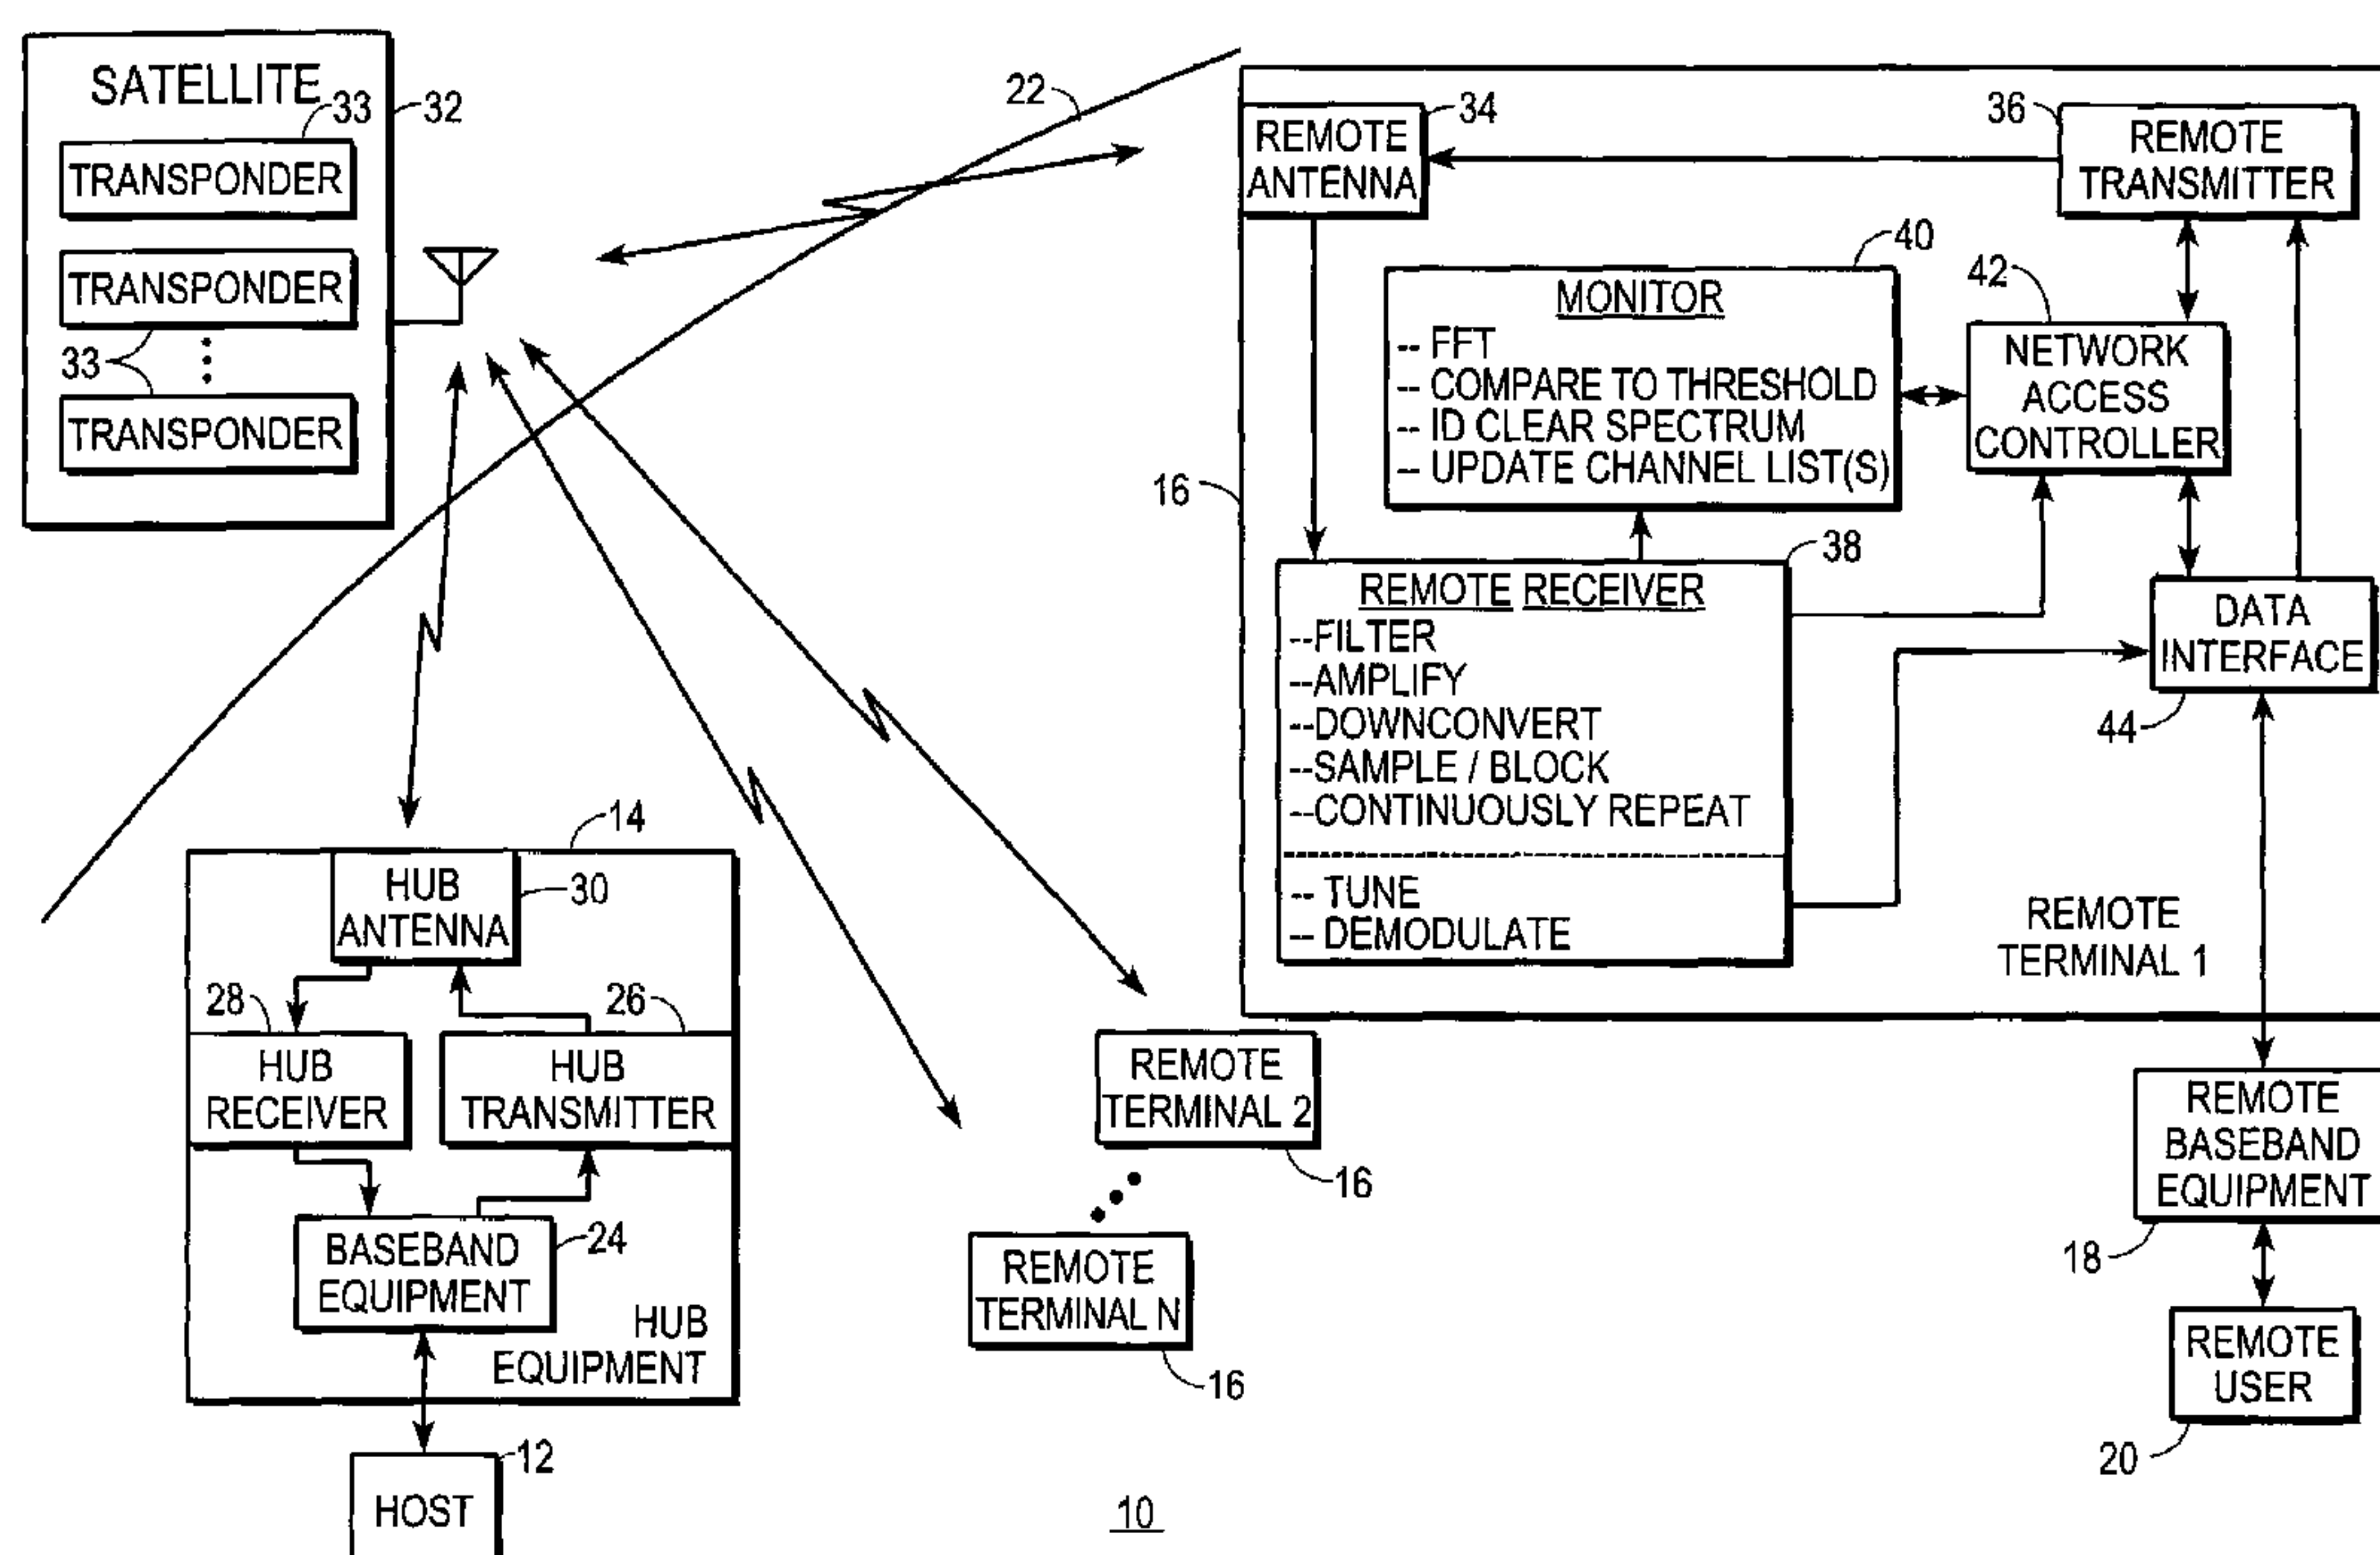 SATELLITE
33
32
TRANSPONDER
TRANSPONDER
33
TRANSPONDER
22
16
REMOTE
ANTENNA
34
36
REMOTE
TRANSMITTER
40
MONITOR
-- FFT
-- COMPARE TO THRESHOLD
-- ID CLEAR SPECTRUM
-- UPDATE CHANNEL LIST(S)
42
NETWORK
ACCESS
CONTROLLER
38
REMOTE RECEIVER
--FILTER
--AMPLIFY
--DOWNCONVERT
--SAMPLE / BLOCK
--CONTINUOUSLY REPEAT
-- TUNE
-- DEMODULATE
DATA
INTERFACE
44
REMOTE
TERMINAL 1
14
HUB
ANTENNA
30
28
26
HUB
RECEIVER
HUB
TRANSMITTER
BASEBAND
EQUIPMENT
24
HUB
EQUIPMENT
12
HOST
REMOTE
TERMINAL 2
16
REMOTE
TERMINAL N
16
REMOTE
BASEBAND
EQUIPMENT
18
REMOTE
USER
20
10